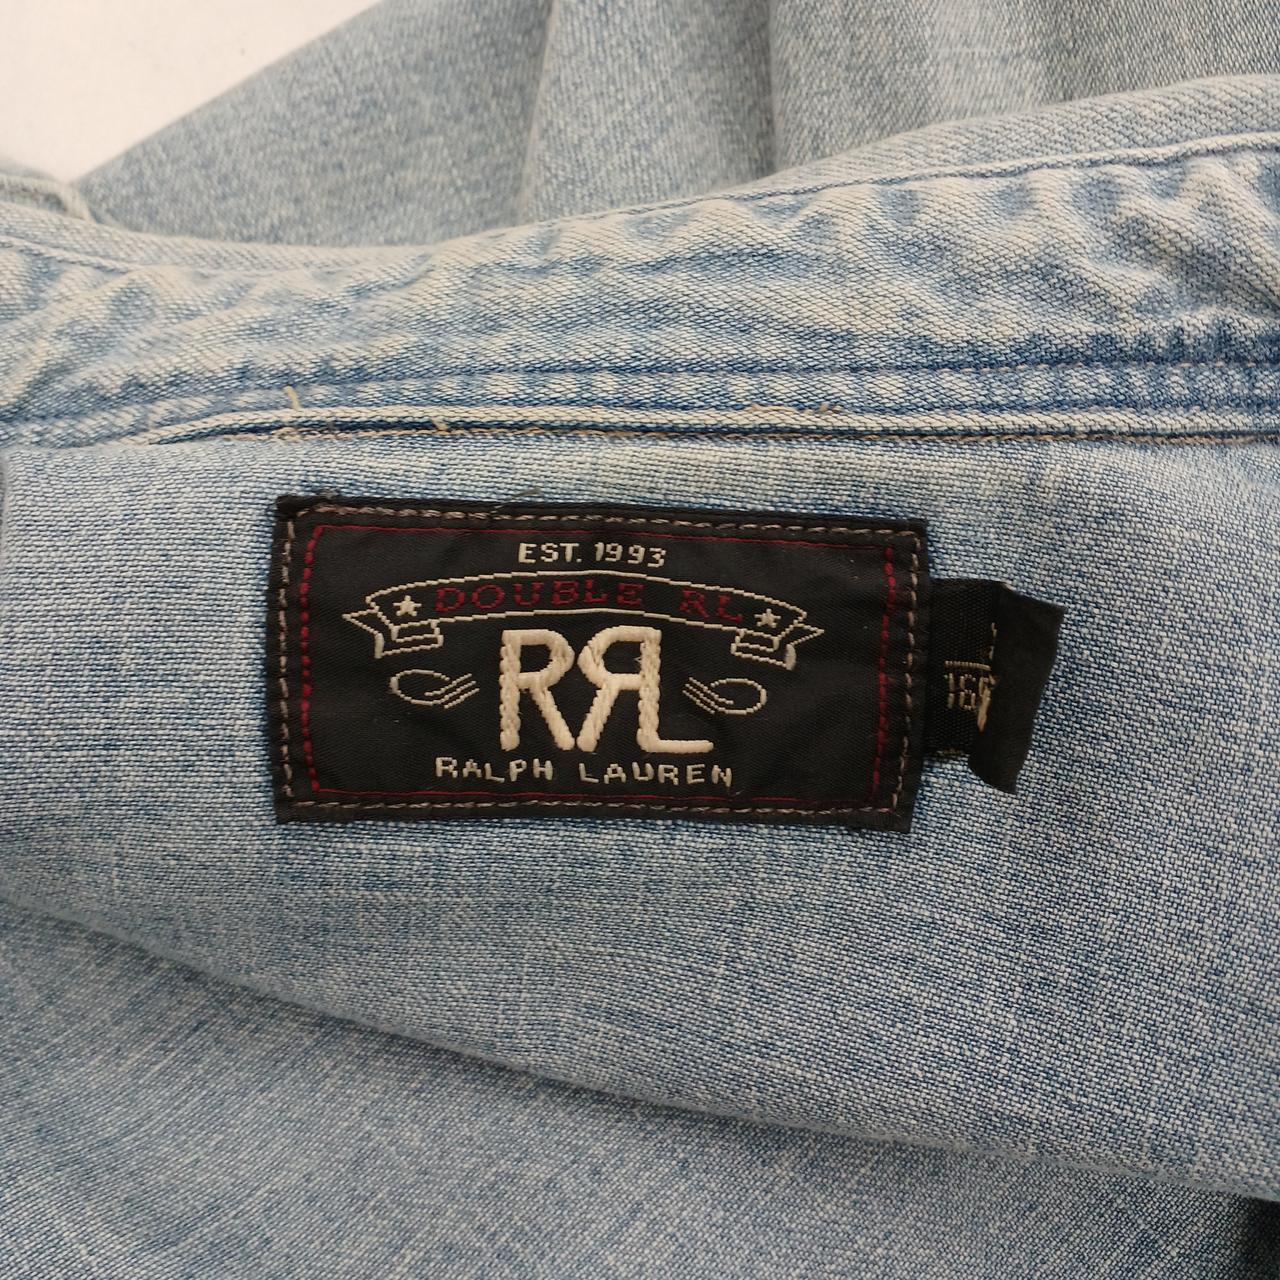 EST. 1993
DOUBLE RL
RRL
RALPH LAUREN